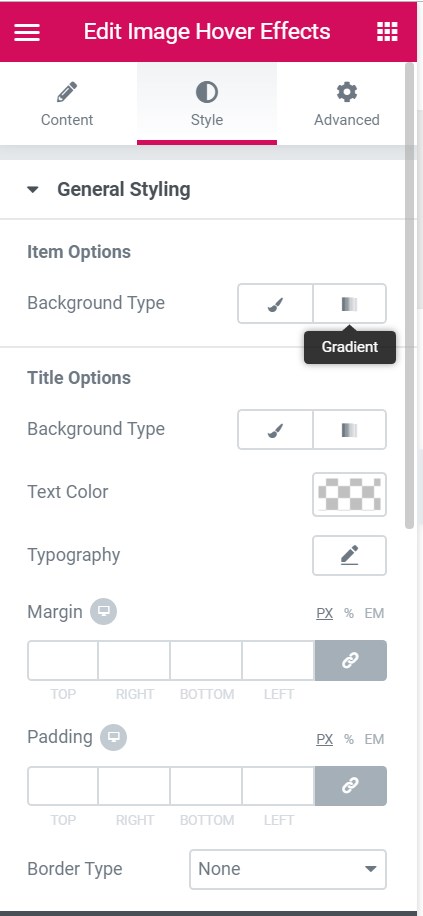 Edit Image Hover Effects
Content Style Advanced
General Styling
Item Options
Background Type
Gradient
Title Options
Background Type
Text Color
Typography
Margin PX % EM
TOP RIGHT BOTTOM LEFT
Padding PX % EM
TOP RIGHT BOTTOM LEFT
Border Type None